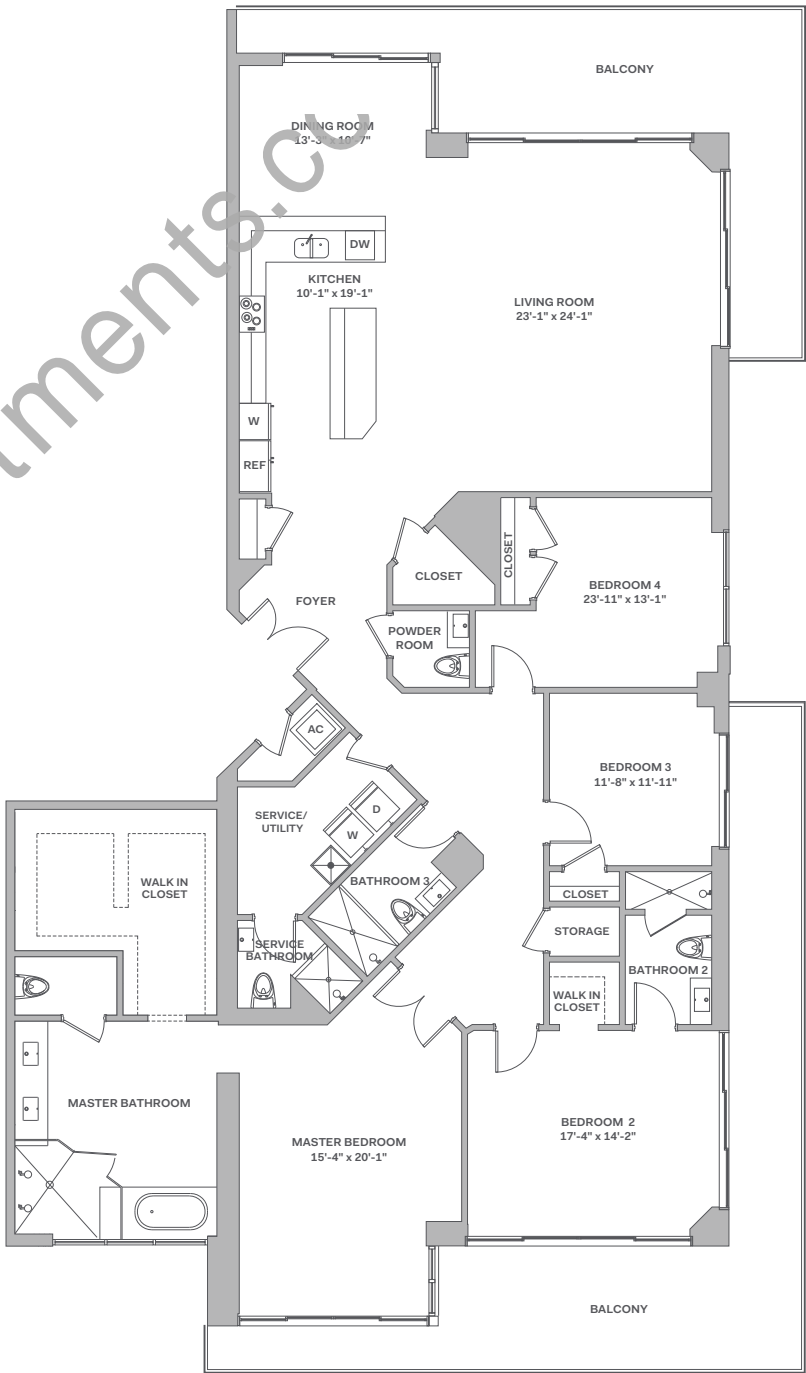 BALCONY
DINING ROOM
KITCHEN
10'-1" x 19'-1"
DW
LIVING ROOM
23'-1" x 24'-1"
W
REF
CLOSET
CLOSET
BEDROOM 4
23'-11" x 13'-1"
FOYER
POWDER
ROOM
AC
BEDROOM 3
11'-8" x 11'-11"
SERVICE/
UTILITY
D
W
BATHROOM 3
WALK IN
CLOSET
CLOSET
STORAGE
SERVICE
BATHROOM
BATHROOM 2
WALK IN
CLOSET
MASTER BATHROOM
BEDROOM 2
17'-4" x 14'-2"
MASTER BEDROOM
15'-4" x 20'-1"
BALCONY